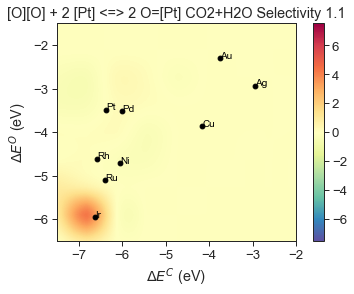 [O][O] + 2 [Pt] <=> 2 O=[Pt] CO2+H2O Selectivity 1.1
ΔE^O (eV)
−2
−3
−4
−5
−6
Au
Ag
Cu
Pt
Pd
Rh
Ni
Ru
Ir
−7
−6
−5
−4
−3
−2
ΔE^C (eV)
6
4
2
0
−2
−4
−6